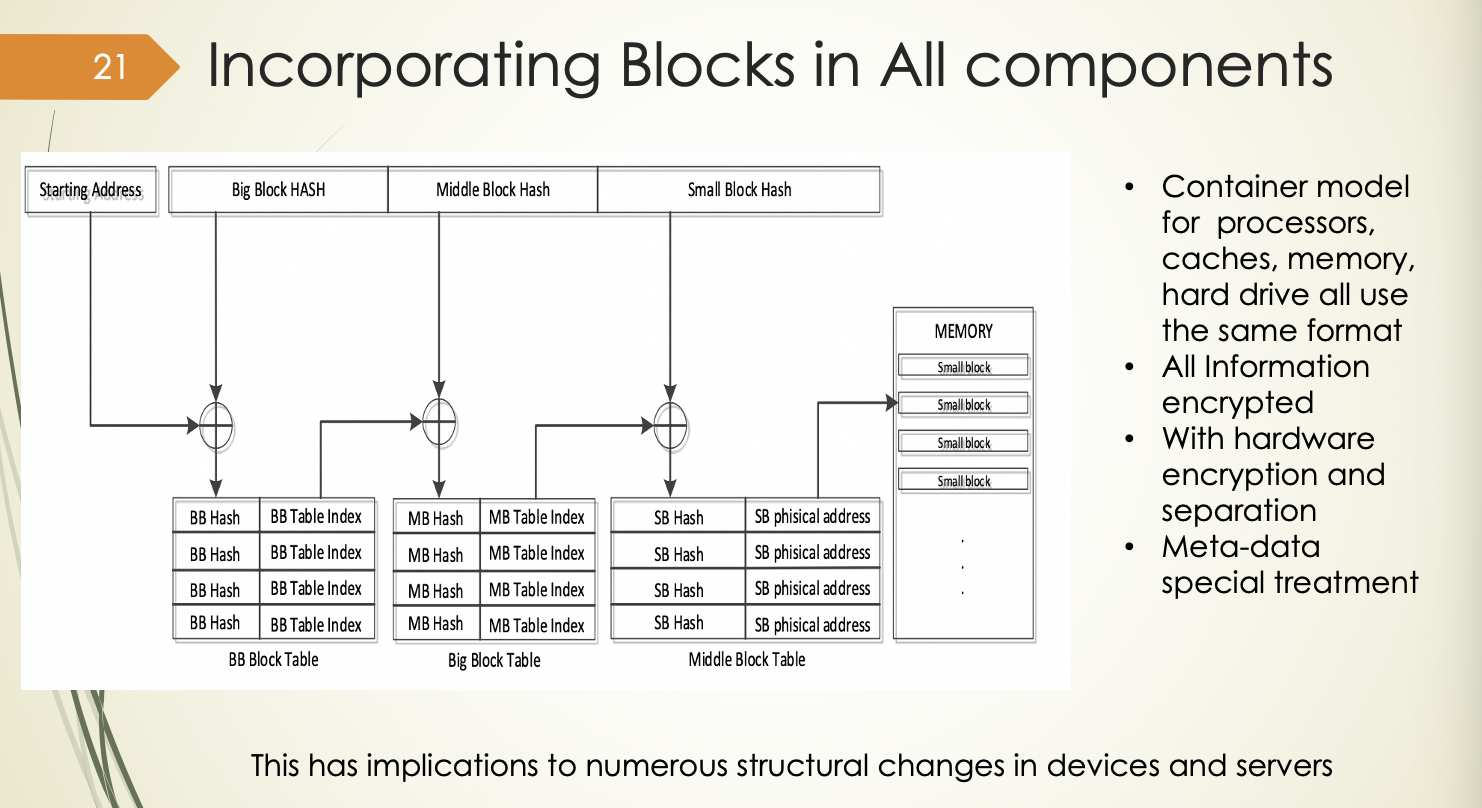 21
Incorporating Blocks in All components
Starting Address
Big Block HASH
Middle Block Hash
Small Block Hash
MEMORY
Small block
Small block
Small block
Small block
.
.
.
BB Hash
BB Table Index
BB Hash
BB Table Index
BB Hash
BB Table Index
BB Hash
BB Table Index
BB Block Table
MB Hash
MB Table Index
MB Hash
MB Table Index
MB Hash
MB Table Index
MB Hash
MB Table Index
Big Block Table
SB Hash
SB phisical address
SB Hash
SB phisical address
SB Hash
SB phisical address
SB Hash
SB phisical address
Middle Block Table
• Container model
for processors,
caches, memory,
hard drive all use
the same format
• All Information
encrypted
• With hardware
encryption and
separation
• Meta-data
special treatment
This has implications to numerous structural changes in devices and servers